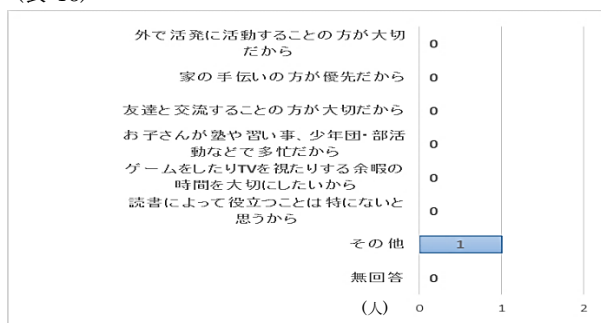 外で活発に活動することの方が大切
だから
0
家の手伝いの方が優先だから
0
友達と交流することの方が大切だから
0
お子さんが塾や習い事、少年団・部活
動などで多忙だから
0
ゲームをしたりTVを視たりする余暇の
時間を大切にしたいから
0
読書によって役立つことは特にないと
思うから
0
その他
1
無回答
0
(人)
0
1
2